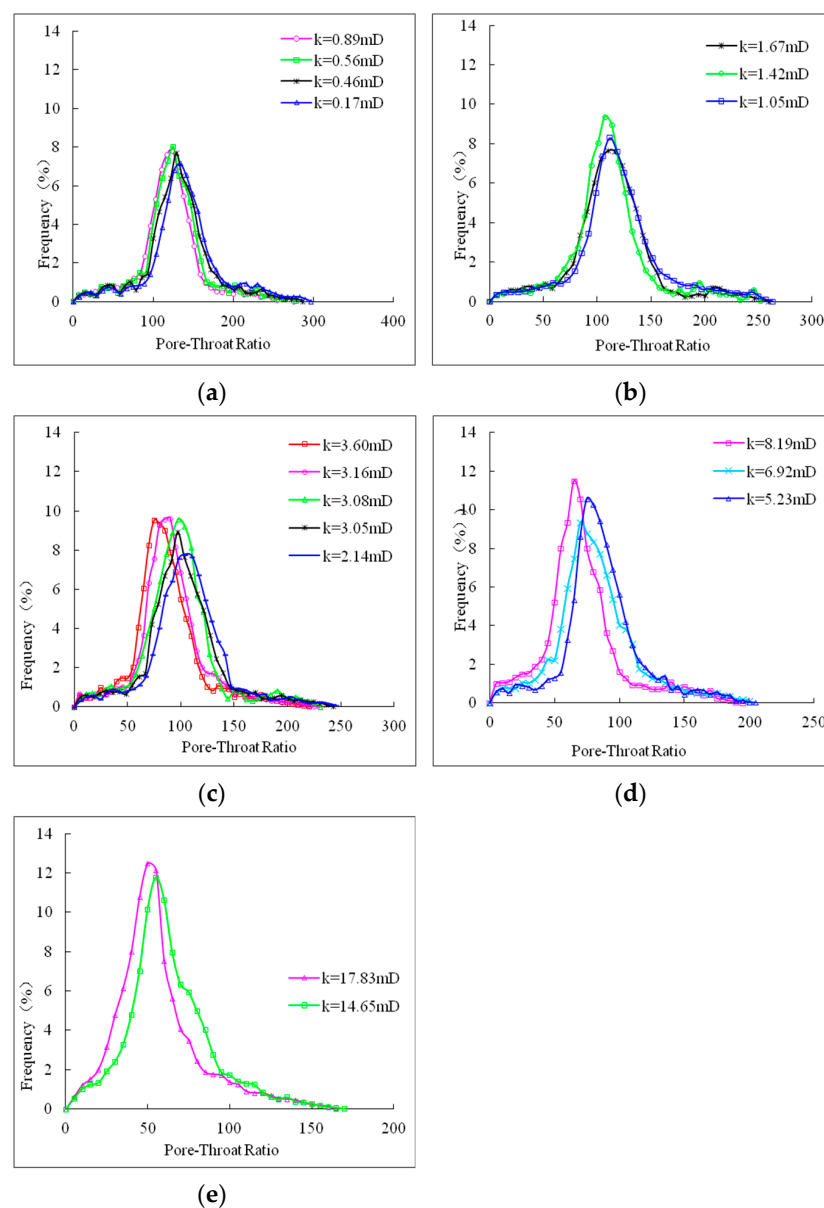 14
12
10
8
6
4
2
0
Frequency（%）
0 100 200 300 400
Pore-Throat Ratio
k=0.89mD
k=0.56mD
k=0.46mD
k=0.17mD
(a)
14
12
10
8
6
4
2
0
Frequency（%）
0 50 100 150 200 250 300
Pore-Throat Ratio
k=1.67mD
k=1.42mD
k=1.05mD
(b)
14
12
10
8
6
4
2
0
Frequency（%）
0 50 100 150 200 250 300
Pore-Throat Ratio
k=3.60mD
k=3.16mD
k=3.08mD
k=3.05mD
k=2.14mD
(c)
14
12
10
8
6
4
2
0
Frequency（%）
0 50 100 150 200 250
Pore-Throat Ratio
k=8.19mD
k=6.92mD
k=5.23mD
(d)
14
12
10
8
6
4
2
0
Frequency（%）
0 50 100 150 200
Pore-Throat Ratio
k=17.83mD
k=14.65mD
(e)